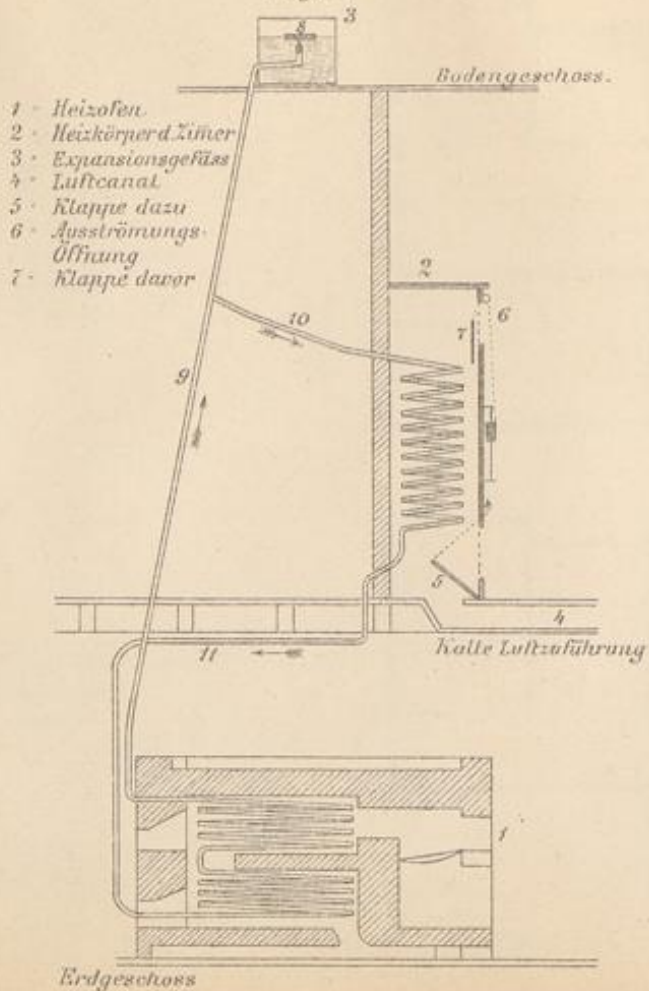 3
8
Bodengeschoss.
1 - Heizofen
2 - Heizkörper d. Zimer
3 - Expansionsgefäss
4 - Luftcanal
5 - Klappe dazu
6 - Ausströmungs-
Öffnung
7 - Klappe davor
2
10
6
7
9
5
4
11
Kalte Luftzuführung
1
Erdgeschoss